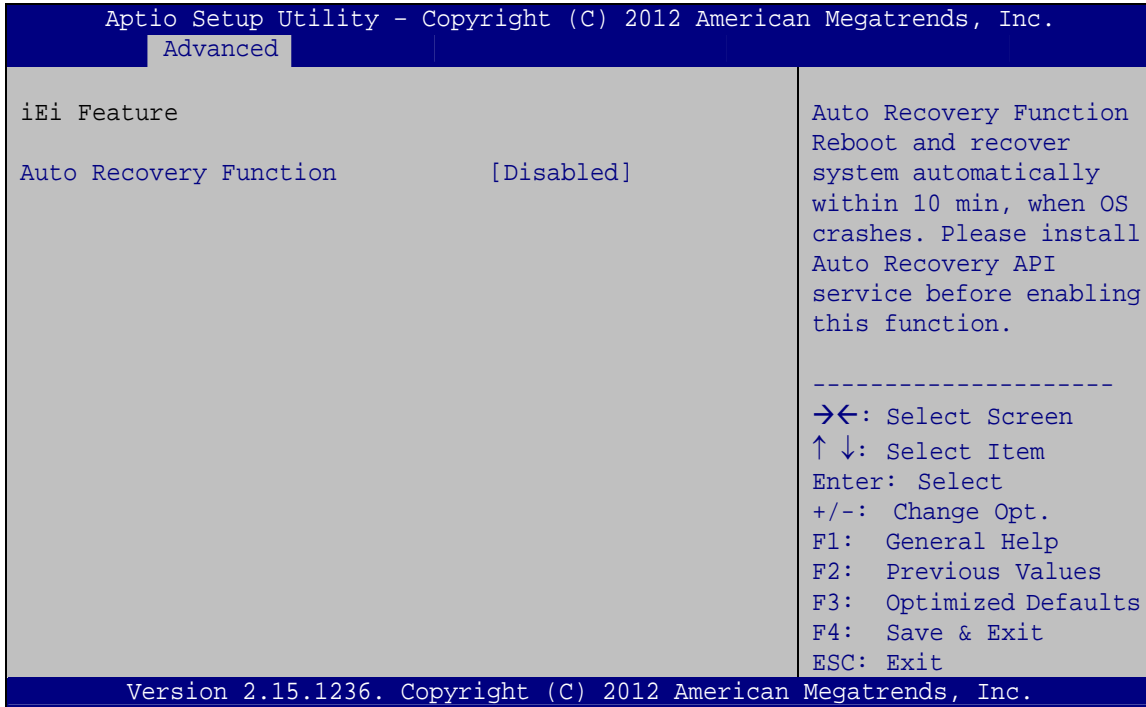 Aptio Setup Utility – Copyright (C) 2012 American Megatrends, Inc.
Advanced
iEi Feature
Auto Recovery Function [Disabled]
Auto Recovery Function
Reboot and recover
system automatically
within 10 min, when OS
crashes. Please install
Auto Recovery API
service before enabling
this function.
---------------------
→←: Select Screen
↑ ↓: Select Item
Enter: Select
+/-: Change Opt.
F1: General Help
F2: Previous Values
F3: Optimized Defaults
F4: Save & Exit
ESC: Exit
Version 2.15.1236. Copyright (C) 2012 American Megatrends, Inc.